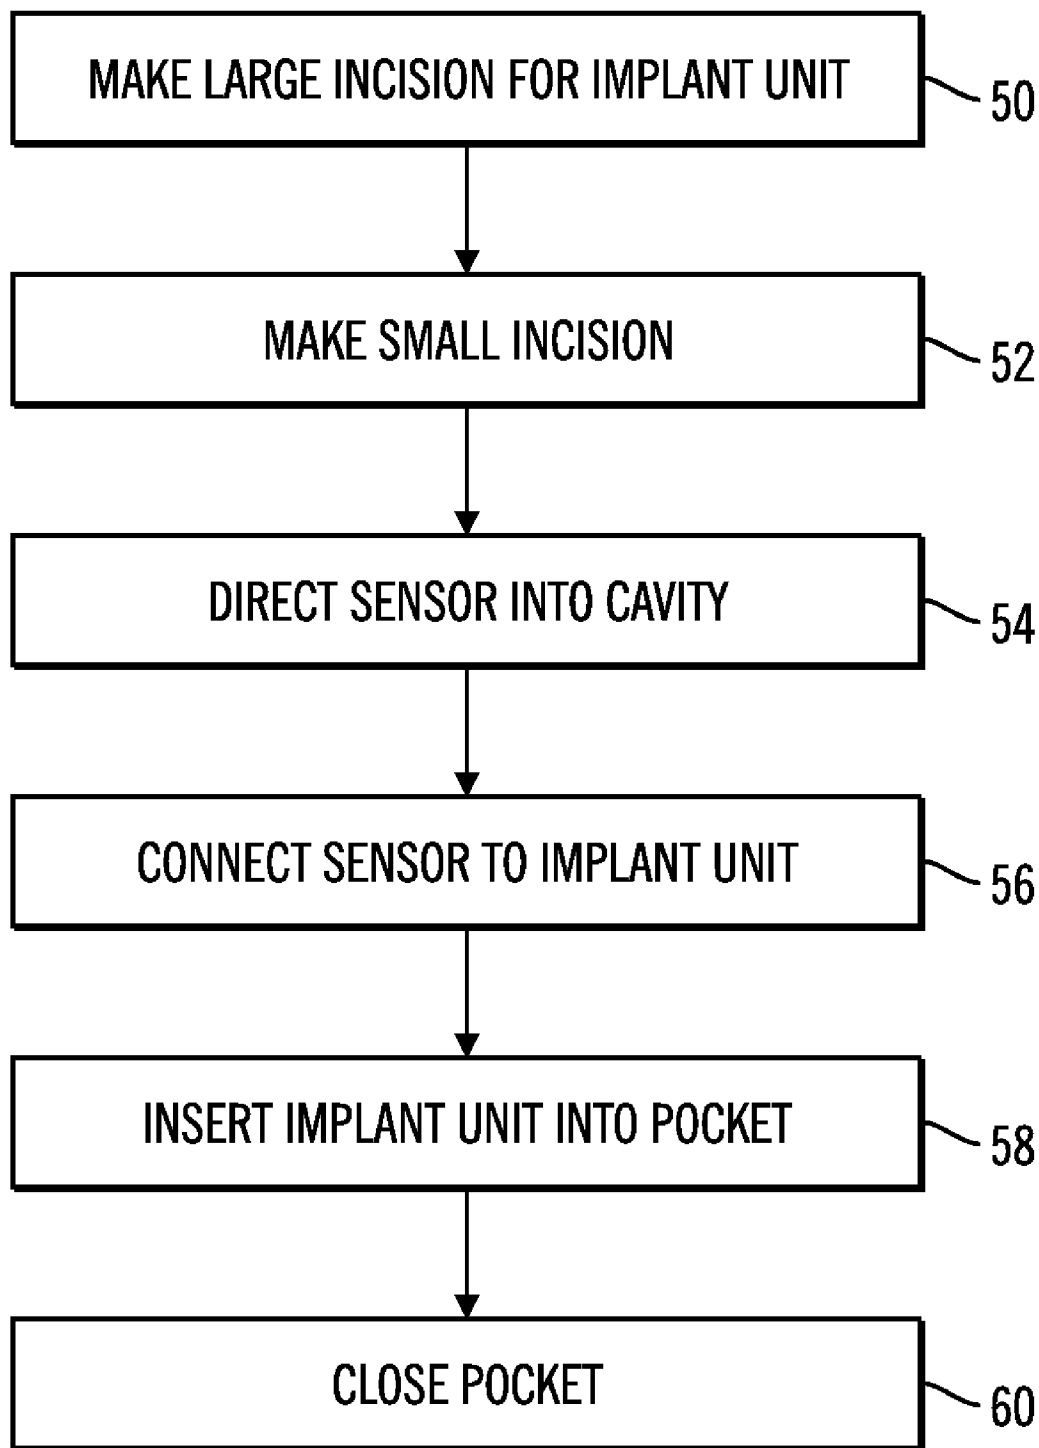 MAKE LARGE INCISION FOR IMPLANT UNIT
50
MAKE SMALL INCISION
52
DIRECT SENSOR INTO CAVITY
54
CONNECT SENSOR TO IMPLANT UNIT
56
INSERT IMPLANT UNIT INTO POCKET
58
CLOSE POCKET
60